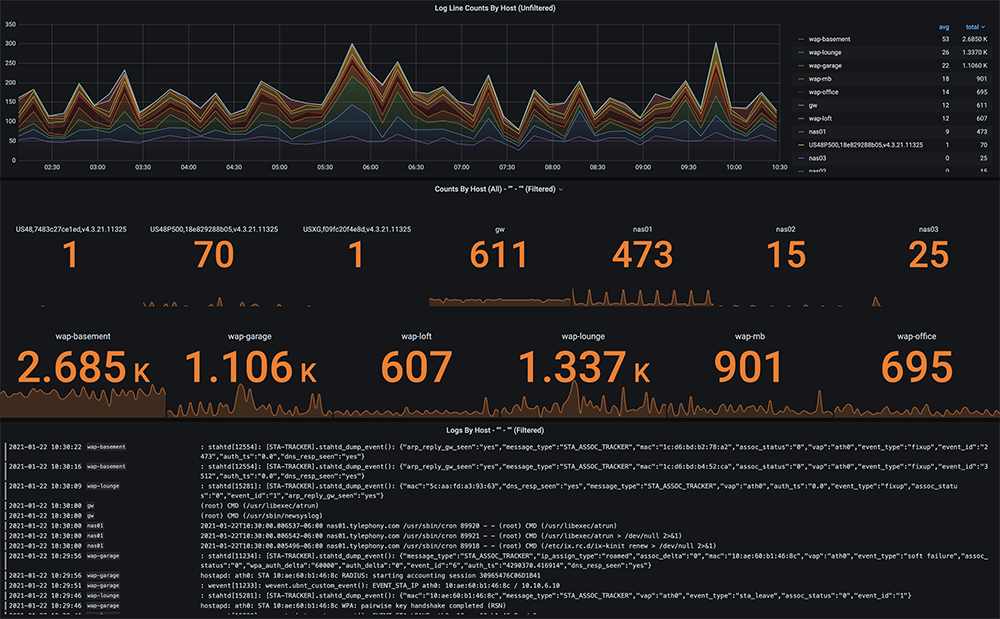 Log Line Counts By Host (Unfiltered)
350
300
250
200
150
100
50
0
02:30 03:00 03:30 04:00 04:30 05:00 05:30 06:00 06:30 07:00 07:30 08:00 08:30 09:00 09:30 10:00 10:30
avg total
wap-basement 53 2.6850 K
wap-lounge 26 1.3370 K
wap-garage 22 1.1060 K
wap-mb 18 901
wap-office 14 695
gw 12 611
wap-loft 12 607
nas01 9 473
US48P500,18e829288b05,v4.3.21.11325 1 70
nas03 0 25
nas02 0 15
Counts By Host (All) - "" - "" (Filtered)
US48,7483c27ce1ed,v4.3.21.11325 US48P500,18e829288b05,v4.3.21.11325 USXG,f09fc20f4e8d,v4.3.21.11325 gw nas01 nas02 nas03
1 70 1 611 473 15 25
wap-basement wap-garage wap-loft wap-lounge wap-mb wap-office
2.685 K 1.106 K 607 1.337 K 901 695
Logs By Host - "" - "" (Filtered)
2021-01-22 10:30:22 wap-basement : stahtd[12554]: [STA-TRACKER].stahtd_dump_event(): {"arp_reply_gw_seen":"yes","message_type":"STA_ASSOC_TRACKER","mac":"1c:d6:bd:b2:78:a2","assoc_status":"0","vap":"ath0","event_type":"fixup","event_id":"2
473","auth_ts":"0.0","dns_resp_seen":"yes"}
2021-01-22 10:30:16 wap-basement : stahtd[12554]: [STA-TRACKER].stahtd_dump_event(): {"arp_reply_gw_seen":"yes","message_type":"STA_ASSOC_TRACKER","mac":"1c:d6:bd:b4:52:ca","assoc_status":"0","vap":"ath0","event_type":"fixup","event_id":"3
512","auth_ts":"0.0","dns_resp_seen":"yes"}
2021-01-22 10:30:09 wap-lounge : stahtd[15281]: [STA-TRACKER].stahtd_dump_event(): {"mac":"5c:aa:fd:a3:93:63","dns_resp_seen":"yes","message_type":"STA_ASSOC_TRACKER","vap":"ath0","auth_ts":"0.0","event_type":"fixup","assoc_statu
s":"0","event_id":"1","arp_reply_gw_seen":"yes"}
2021-01-22 10:30:00 gw (root) CMD (/usr/libexec/atrun)
2021-01-22 10:30:00 gw (root) CMD (/usr/sbin/newsyslog)
2021-01-22 10:30:00 nas01 2021-01-22T10:30:00.006537-06:00 nas01.tylephony.com /usr/sbin/cron 89920 - - (root) CMD (/usr/libexec/atrun)
2021-01-22 10:30:00 nas01 2021-01-22T10:30:00.006542-06:00 nas01.tylephony.com /usr/sbin/cron 89921 - - (root) CMD (/usr/libexec/atrun > /dev/null 2>&1)
2021-01-22 10:30:00 nas01 2021-01-22T10:30:00.005496-06:00 nas01.tylephony.com /usr/sbin/cron 89918 - - (root) CMD (/etc/ix.rc.d/ix-kinit renew > /dev/null 2>&1)
2021-01-22 10:29:56 wap-garage : stahtd[11234]: [STA-TRACKER].stahtd_dump_event(): {"message_type":"STA_ASSOC_TRACKER","ip_assign_type":"roamed","assoc_delta":"0","mac":"10:ae:60:b1:46:8c","vap":"ath0","event_type":"soft failure","assoc_
status":"0","wpa_auth_delta":"60000","auth_delta":"0","event_id":"6","auth_ts":"4290370.416914","dns_resp_seen":"yes"}
2021-01-22 10:29:56 wap-garage hostapd: ath0: STA 10:ae:60:b1:46:8c RADIUS: starting accounting session 30965476C06D1B41
2021-01-22 10:29:51 wap-garage : wevent[11233]: wevent.ubnt_custom_event(): EVENT_STA_IP ath0: 10:ae:60:b1:46:8c / 10.10.6.10
2021-01-22 10:29:46 wap-lounge : stahtd[15281]: [STA-TRACKER].stahtd_dump_event(): {"mac":"10:ae:60:b1:46:8c","message_type":"STA_ASSOC_TRACKER","vap":"ath0","event_type":"sta_leave","assoc_status":"0","event_id":"1"}
2021-01-22 10:29:46 wap-garage hostapd: ath0: STA 10:ae:60:b1:46:8c WPA: pairwise key handshake completed (RSN)